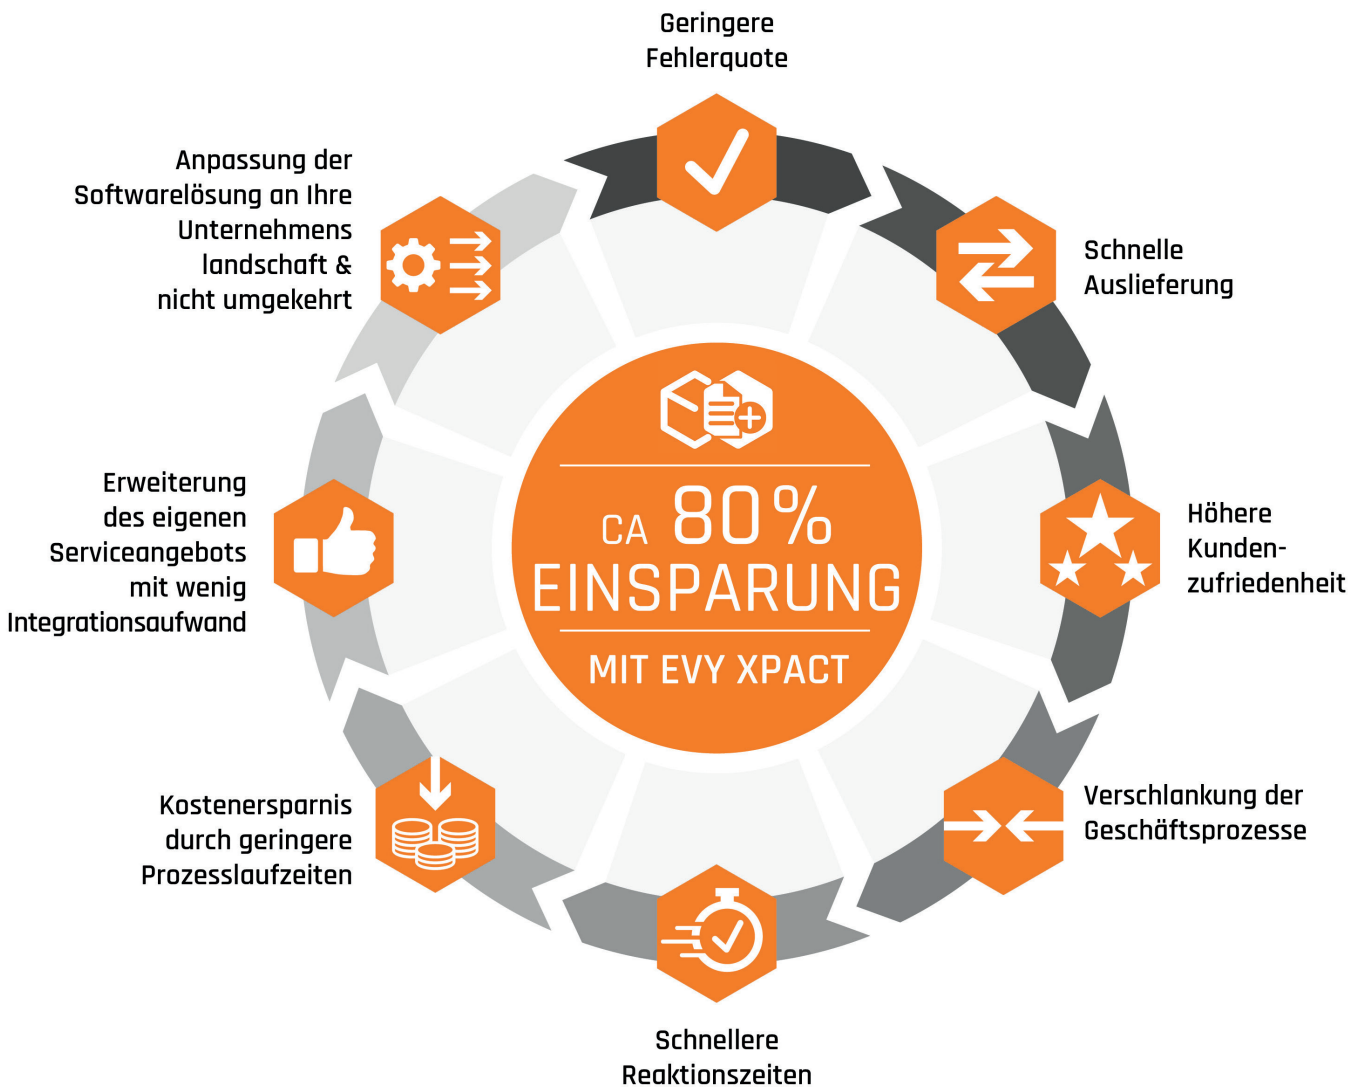 Geringere
Fehlerquote
Schnelle
Auslieferung
Höhere
Kunden-
zufriedenheit
Verschlankung der
Geschäftsprozesse
Schnellere
Reaktionszeiten
Kostenersparnis
durch geringere
Prozesslaufzeiten
Erweiterung
des eigenen
Serviceangebots
mit wenig
Integrationsaufwand
Anpassung der
Softwarelösung an Ihre
Unternehmens
landschaft &
nicht umgekehrt
CA 80%
EINSPARUNG
MIT EVY XPACT